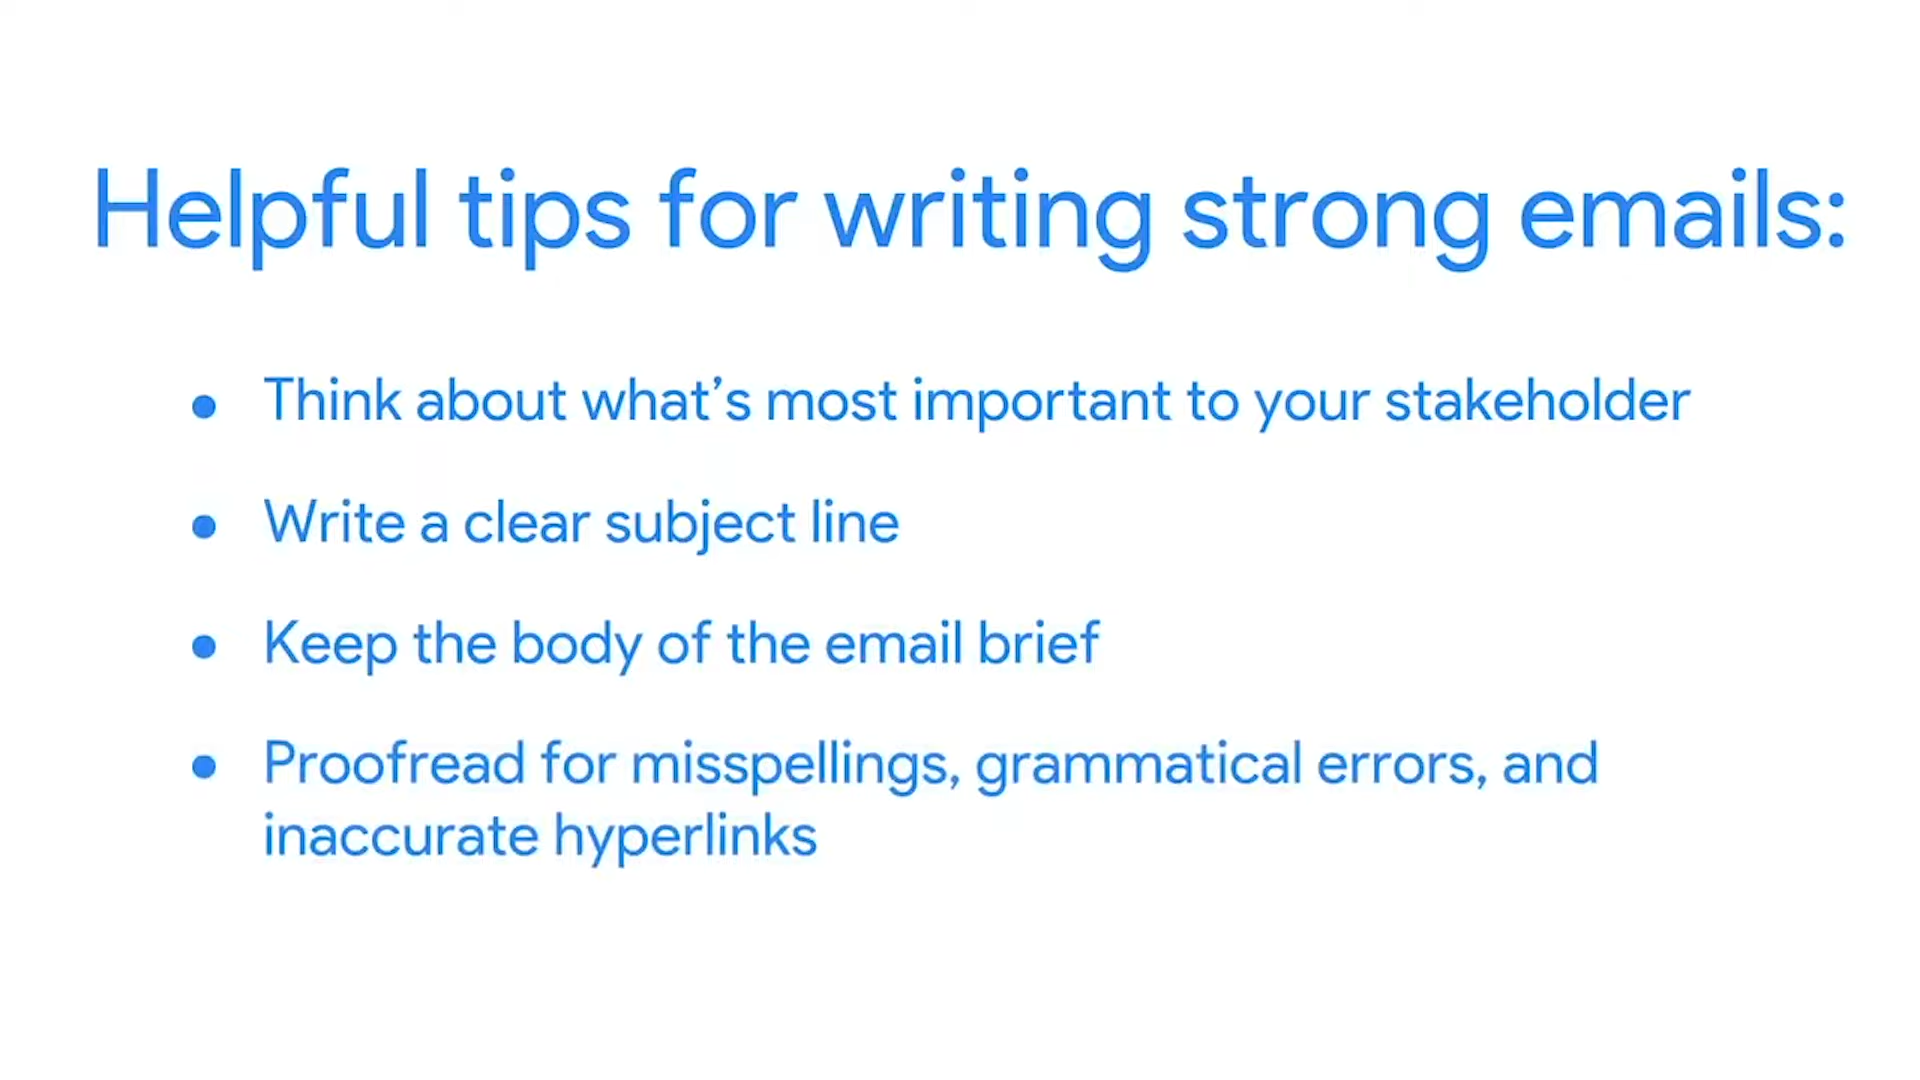 Helpful tips for writing strong emails:
• Think about what’s most important to your stakeholder
• Write a clear subject line
• Keep the body of the email brief
• Proofread for misspellings, grammatical errors, and
inaccurate hyperlinks